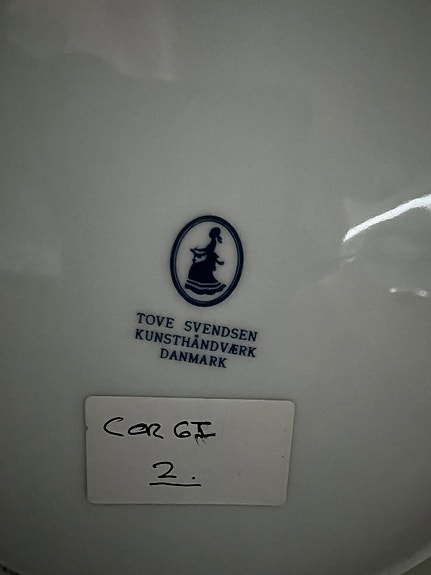 TOVE SVENDSEN
KUNSTHÅNDVÆRK
DANMARK
CORGI
2.